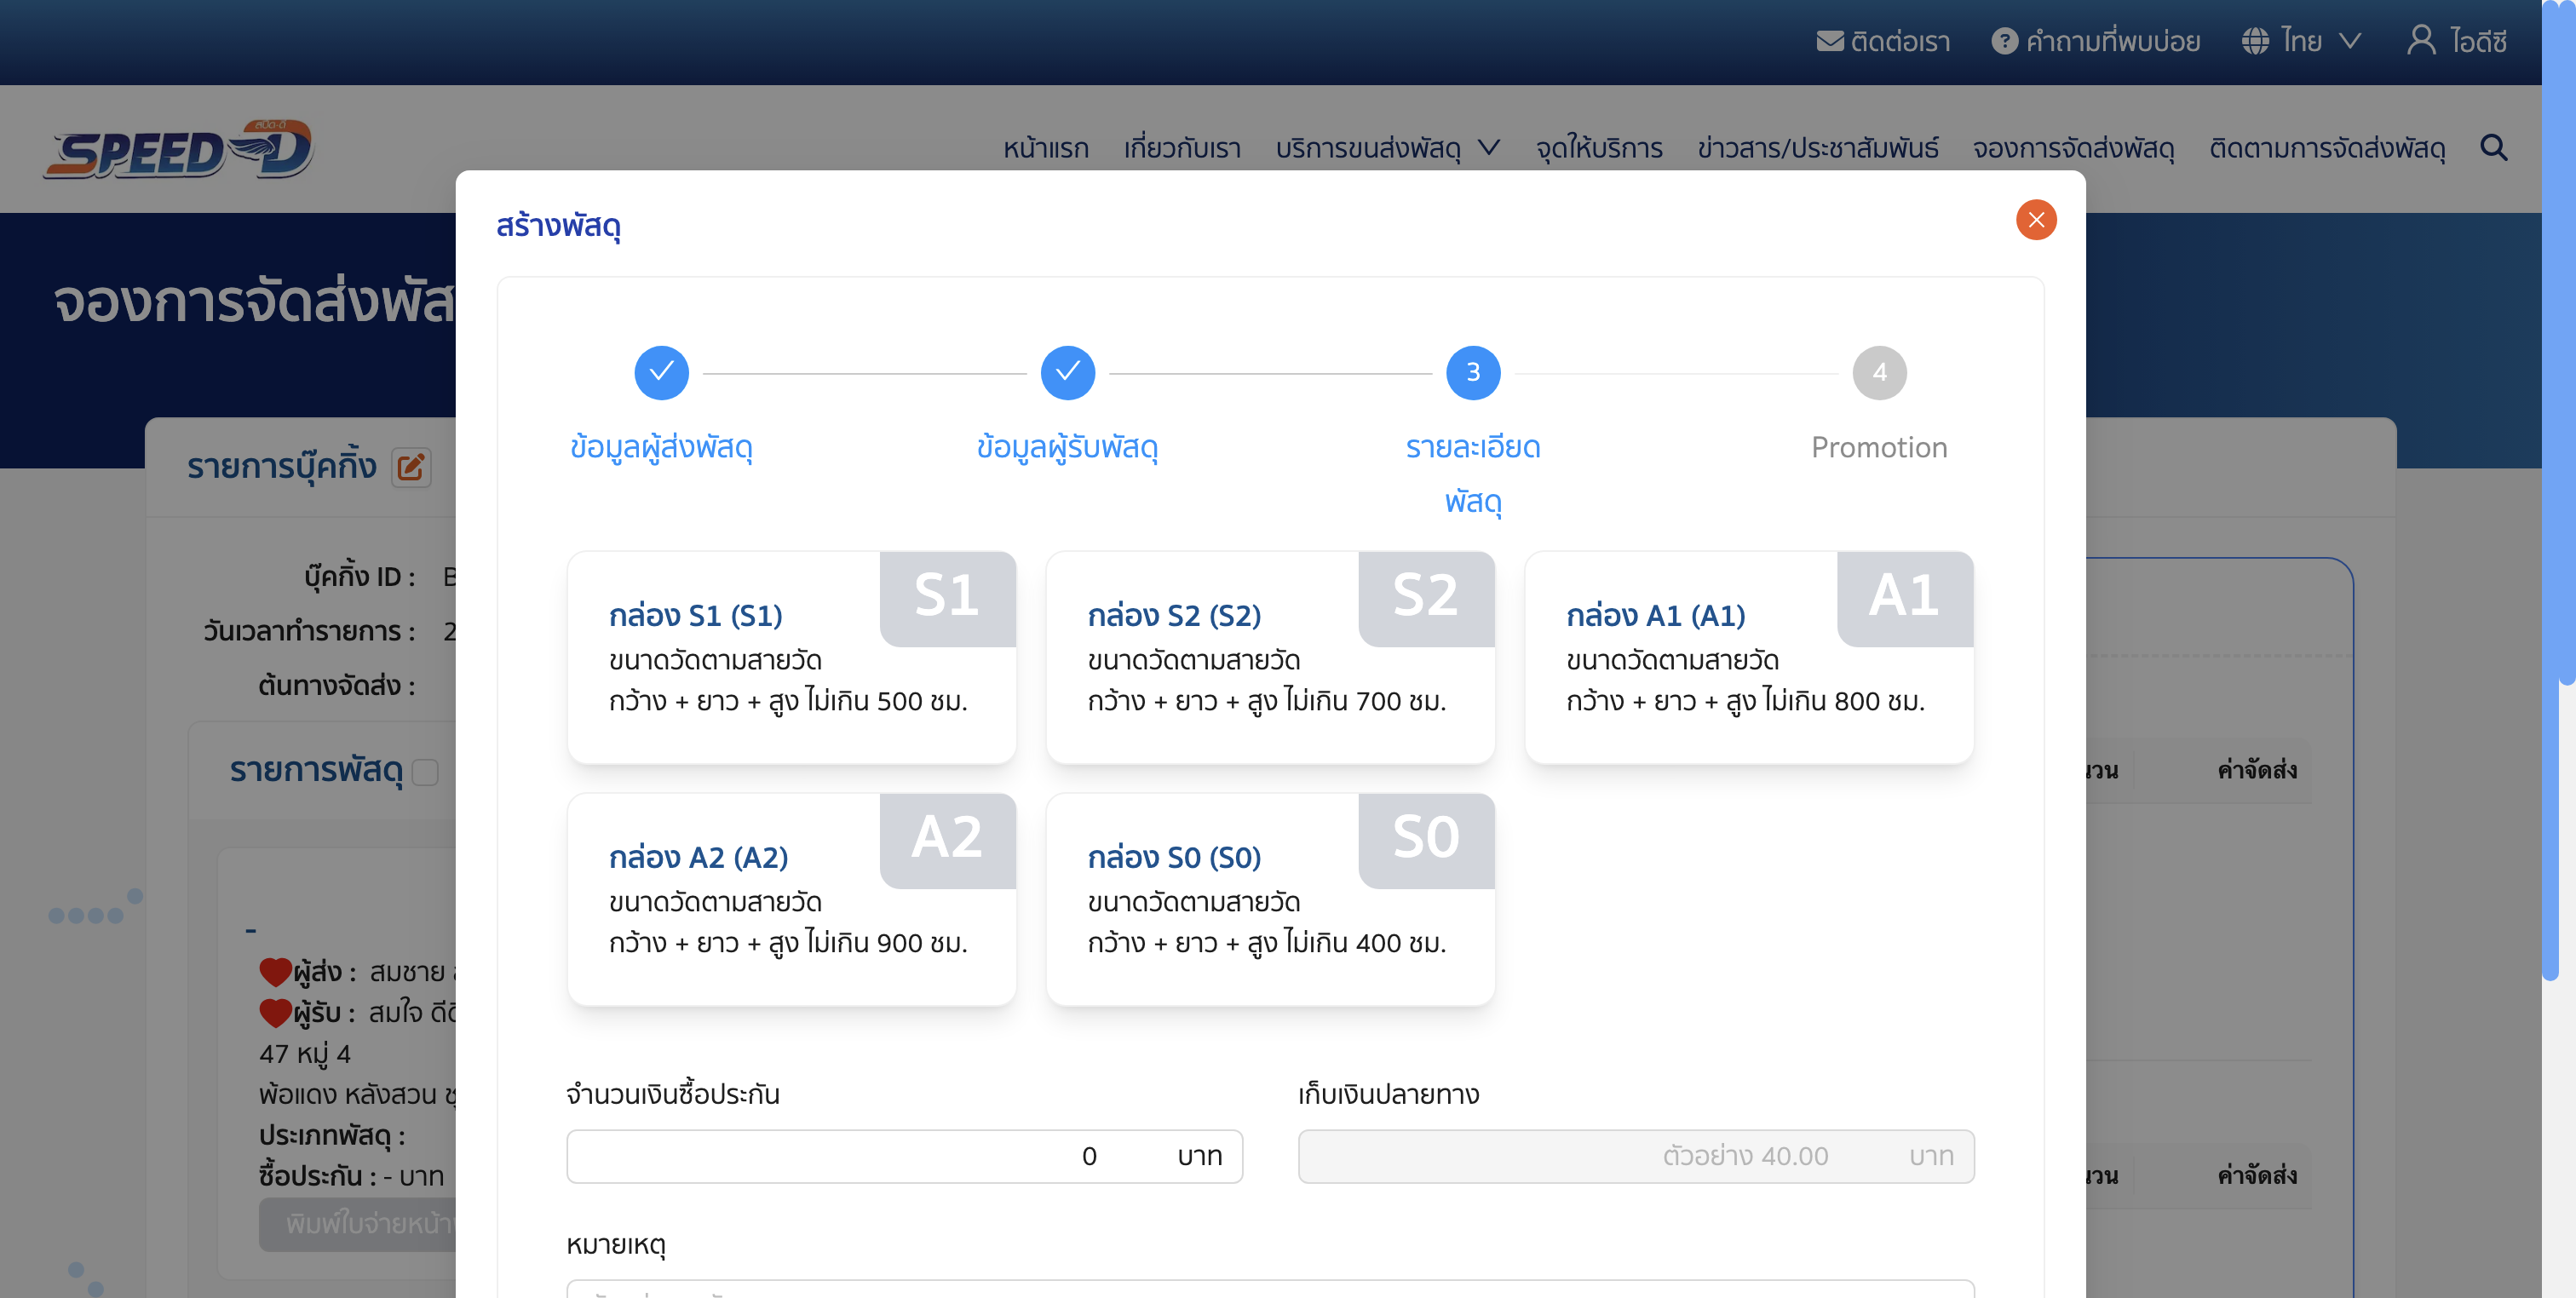 ติดต่อเรา
คำถามที่พบบ่อย
ไทย
ไอดีซี
สปีด-ดี
SPEED-D
หน้าแรก
เกี่ยวกับเรา
บริการขนส่งพัสดุ
จุดให้บริการ
ข่าวสาร/ประชาสัมพันธ์
จองการจัดส่งพัสดุ
ติดตามการจัดส่งพัสดุ
จองการจัดส่งพัส
สร้างพัสดุ
3
4
ข้อมูลผู้ส่งพัสดุ
ข้อมูลผู้รับพัสดุ
รายละเอียด
พัสดุ
Promotion
S1
กล่อง S1 (S1)
ขนาดวัดตามสายวัด
กว้าง + ยาว + สูง ไม่เกิน 500 ซม.
S2
กล่อง S2 (S2)
ขนาดวัดตามสายวัด
กว้าง + ยาว + สูง ไม่เกิน 700 ซม.
A1
กล่อง A1 (A1)
ขนาดวัดตามสายวัด
กว้าง + ยาว + สูง ไม่เกิน 800 ซม.
A2
กล่อง A2 (A2)
ขนาดวัดตามสายวัด
กว้าง + ยาว + สูง ไม่เกิน 900 ซม.
S0
กล่อง S0 (S0)
ขนาดวัดตามสายวัด
กว้าง + ยาว + สูง ไม่เกิน 400 ซม.
จำนวนเงินซื้อประกัน
0 บาท
เก็บเงินปลายทาง
ตัวอย่าง 40.00 บาท
หมายเหตุ
รายการบุ๊คกิ้ง
บุ๊คกิ้ง ID : B
วันเวลาทำรายการ : 2
ต้นทางจัดส่ง :
รายการพัสดุ
-
ผู้ส่ง : สมชาย
ผู้รับ : สมใจ ดีดี
47 หมู่ 4
พ้อแดง หลังสวน ชุ
ประเภทพัสดุ :
ซื้อประกัน : - บาท
พิมพ์ใบจ่ายหน้า
นวน
ค่าจัดส่ง
นวน
ค่าจัดส่ง